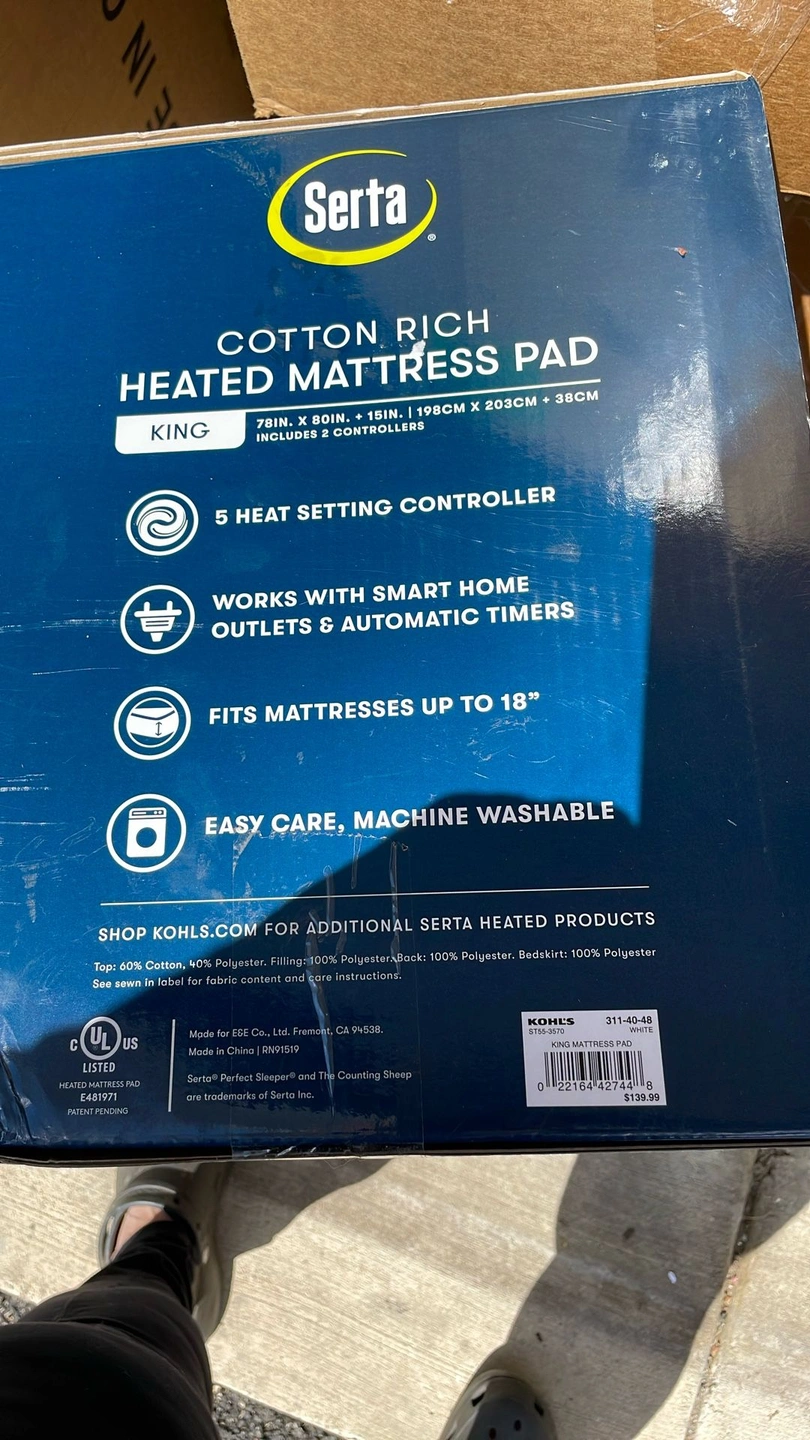 Serta®
COTTON RICH
HEATED MATTRESS PAD
KING
78IN. X 80IN. + 15IN. | 198CM X 203CM + 38CM
INCLUDES 2 CONTROLLERS
5 HEAT SETTING CONTROLLER
WORKS WITH SMART HOME
OUTLETS & AUTOMATIC TIMERS
FITS MATTRESSES UP TO 18”
EASY CARE, MACHINE WASHABLE
SHOP KOHLS.COM FOR ADDITIONAL SERTA HEATED PRODUCTS
Top: 60% Cotton, 40% Polyester. Filling: 100% Polyester. Back: 100% Polyester. Bedskirt: 100% Polyester
See sewn in label for fabric content and care instructions.
C UL US
LISTED
HEATED MATTRESS PAD
E481971
PATENT PENDING
Made for E&E Co., Ltd. Fremont, CA 94538.
Made in China | RN91519
Serta® Perfect Sleeper® and The Counting Sheep
are trademarks of Serta Inc.
KOHL'S 311-40-48
ST55-3570 WHITE
KING MATTRESS PAD
0 22164 42744 8
$139.99